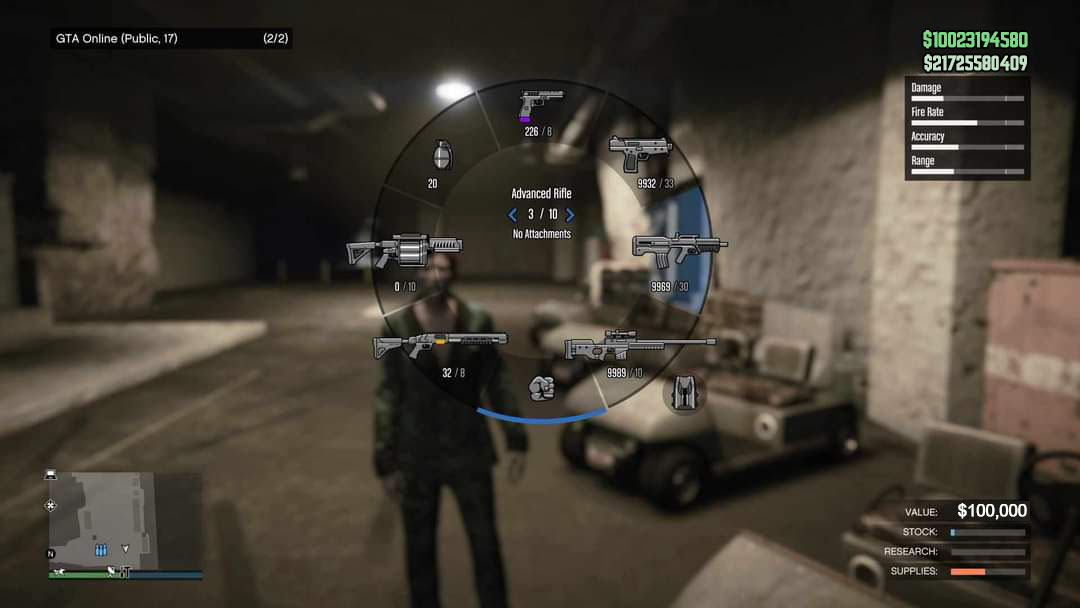 GTA Online (Public, 17) (2/2)
$10023194580
$21725580409
Damage
Fire Rate
Accuracy
Range
226 / 8
20
9932 / 33
Advanced Rifle
3 / 10
No Attachments
0 / 10
9969 / 30
32 / 8
9989 / 10
N
VALUE: $100,000
STOCK:
RESEARCH:
SUPPLIES: